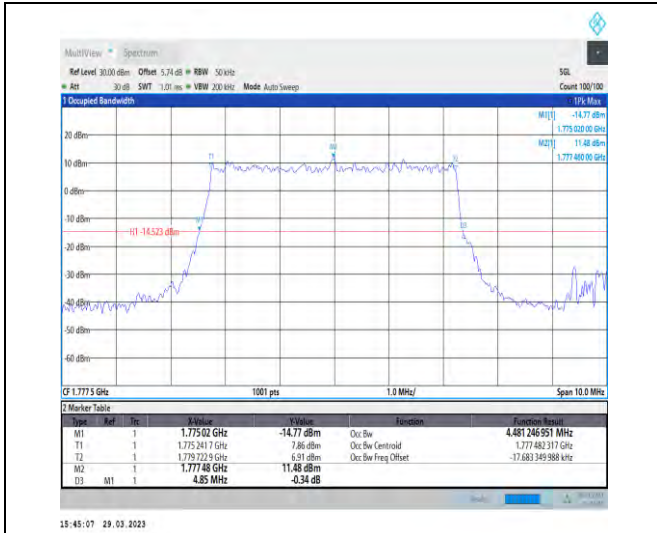 MultiView Spectrum
Ref Level 30.00 dBm Offset 5.74 dB RBW 50 kHz SGL
Att 30 dB SWT 1.01 ms VBW 200 kHz Mode Auto Sweep Count 100/100
1 Occupied Bandwidth 1Pk Max
M1[1] -14.77 dBm
1.775 020 00 GHz
M2[1] 11.48 dBm
1.777 480 00 GHz
20 dBm
T1
M2
10 dBm
0 dBm
-10 dBm
H1 -14.523 dBm
D3
-20 dBm
-30 dBm
-40 dBm
-50 dBm
-60 dBm
CF 1.777 5 GHz 1001 pts 1.0 MHz/ Span 10.0 MHz
2 Marker Table
Type Ref Trc X-Value Y-Value Function Function Result
M1 1 1.775 02 GHz -14.77 dBm Occ Bw 4.481 246 951 MHz
T1 1 1.775 241 7 GHz 7.86 dBm Occ Bw Centroid 1.777 482 317 GHz
T2 1 1.779 722 9 GHz 6.91 dBm Occ Bw Freq Offset -17.683 349 988 kHz
M2 1 1.777 48 GHz 11.48 dBm
D3 M1 1 4.85 MHz -0.34 dB
15:45:07 29.03.2023